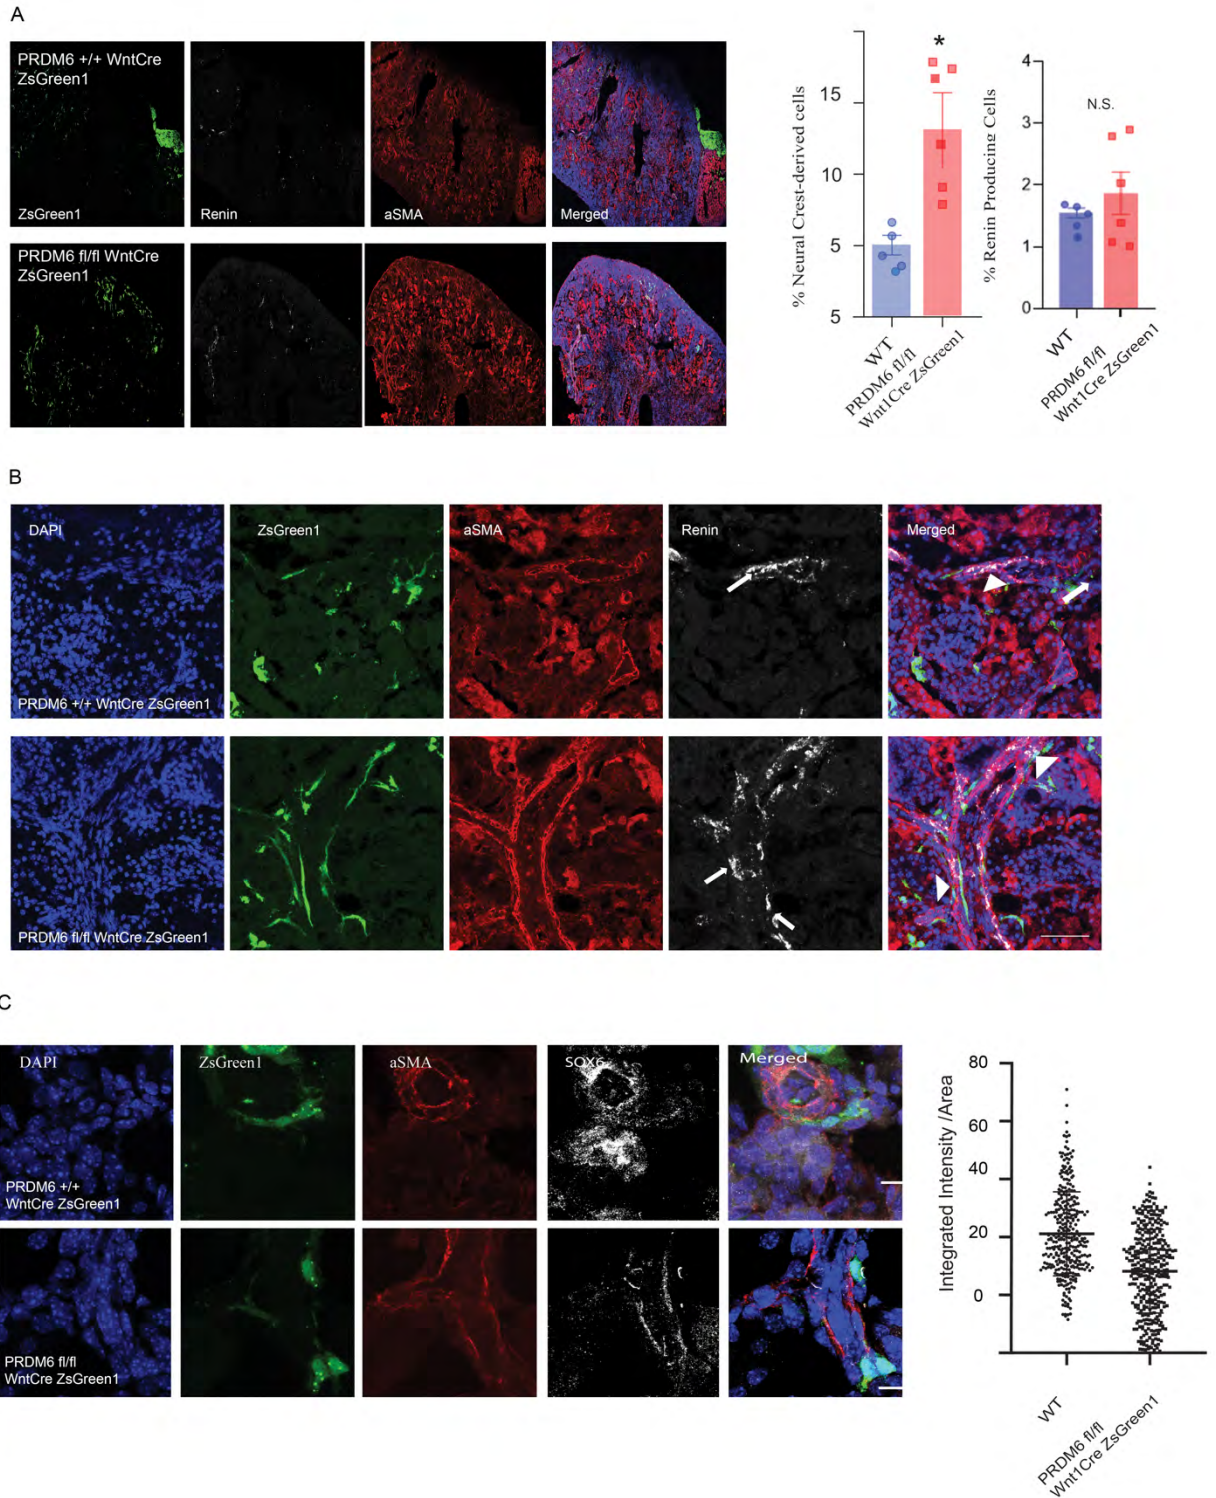 A
PRDM6 +/+ WntCre
ZsGreen1
ZsGreen1
Renin
aSMA
Merged
PRDM6 fl/fl WntCre
ZsGreen1
% Neural Crest-derived cells
15
10
5
5
*
WT
PRDM6 fl/fl
Wnt1Cre ZsGreen1
% Renin Producing Cells
4
3
2
1
0
N.S.
WT
PRDM6 fl/fl
Wnt1Cre ZsGreen1
B
DAPI
ZsGreen1
aSMA
Renin
Merged
PRDM6 +/+ WntCre ZsGreen1
PRDM6 fl/fl WntCre ZsGreen1
C
DAPI
ZsGreen1
aSMA
SOX6
Merged
PRDM6 +/+
WntCre ZsGreen1
PRDM6 fl/fl
WntCre ZsGreen1
Integrated Intensity /Area
80
60
40
20
0
WT
PRDM6 fl/fl
Wnt1Cre ZsGreen1